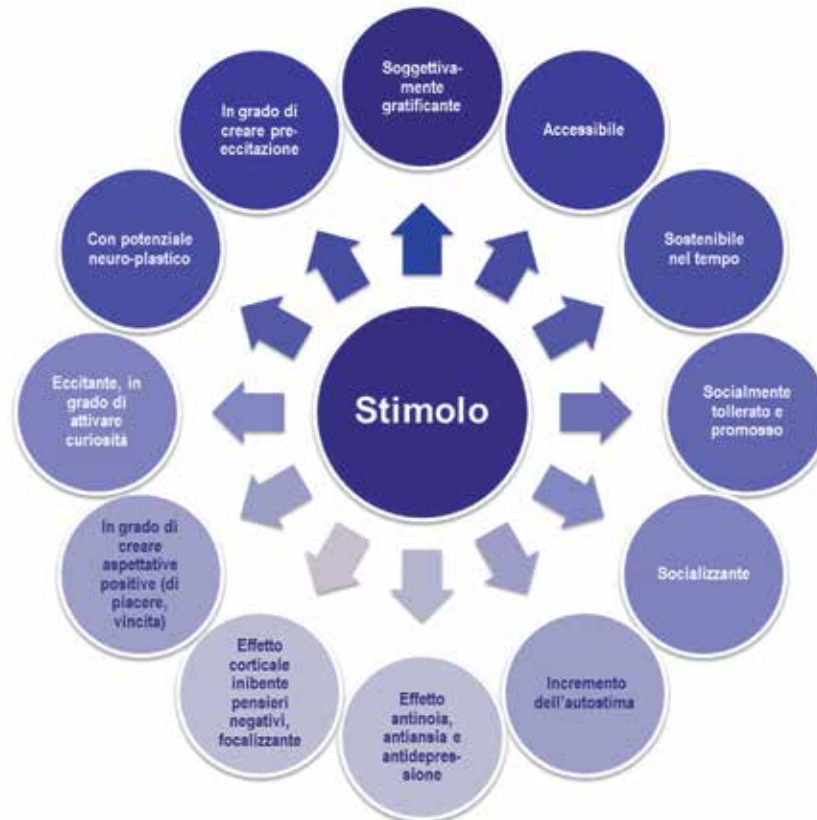 Soggettiva-
mente
gratificante
Accessibile
Sostenibile
nel tempo
Socialmente
tollerato e
promosso
Socializzante
Incremento
dell'autostima
Effetto
antinoia,
antiansia e
antidepres-
sione
Effetto
corticale
inibente
pensieri
negativi,
focalizzante
In grado di
creare
aspettative
positive (di
piacere,
vincita)
Eccitante, in
grado di
attivare
curiosità
Con potenziale
neuro-plastico
In grado di
creare pre-
eccitazione
Stimolo